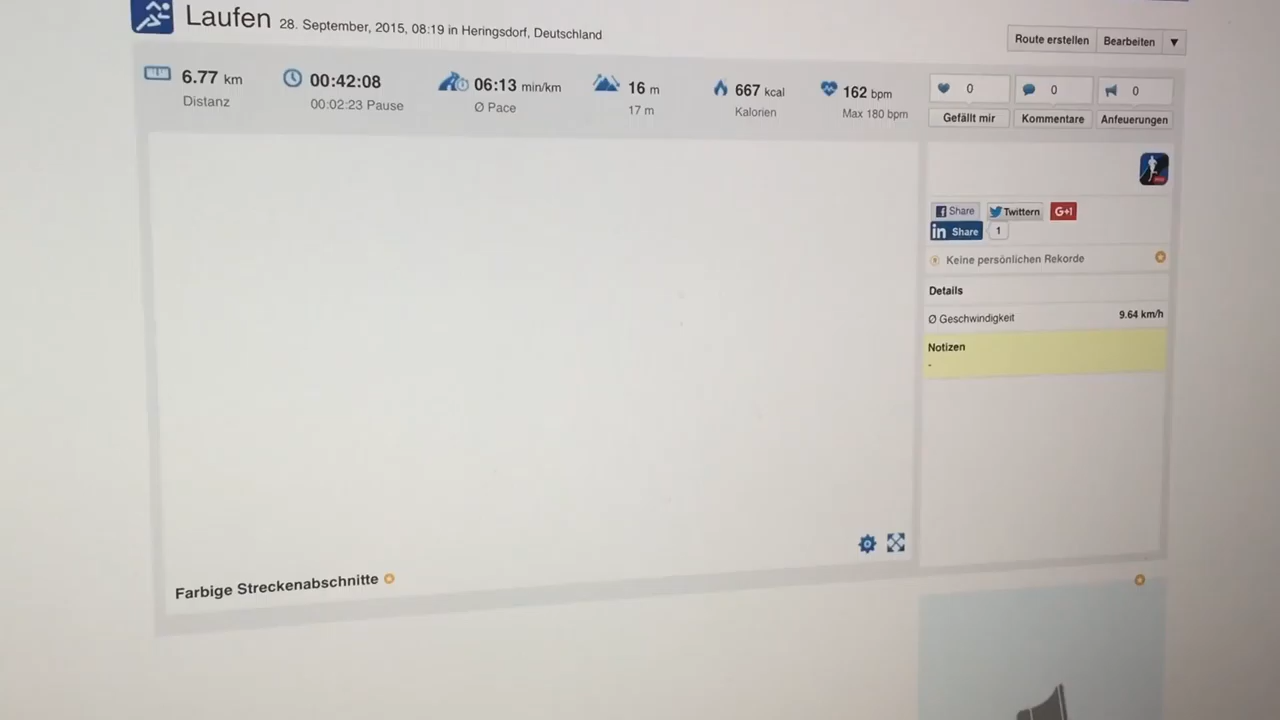 Laufen 28. September, 2015, 08:19 in Heringsdorf, Deutschland
Route erstellen Bearbeiten
6.77 km 00:42:08 06:13 min/km 16 m 667 kcal 162 bpm
Distanz 00:02:23 Pause Ø Pace 17 m Kalorien Max 180 bpm
0 0 0
Gefällt mir Kommentare Anfeuerungen
Share Twittern G+1
in Share 1
Keine persönlichen Rekorde
Details
Ø Geschwindigkeit 9.64 km/h
Notizen
-
Farbige Streckenabschnitte